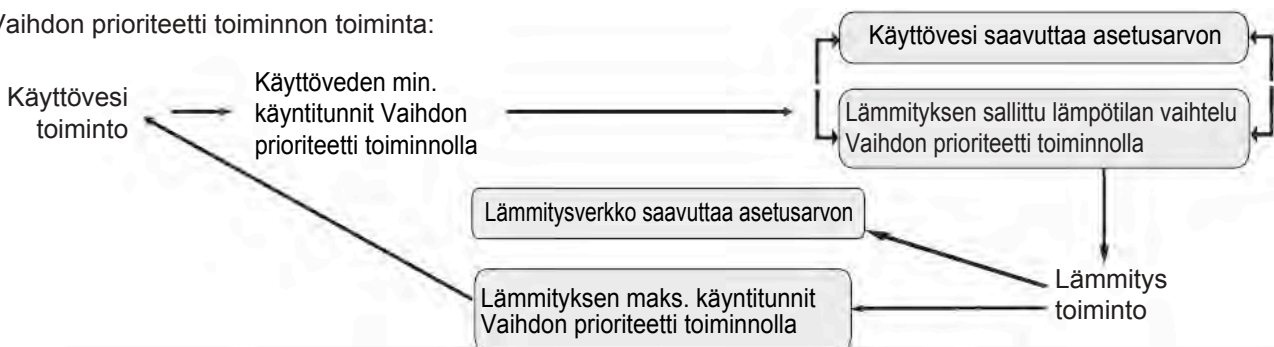 Vaihdon prioriteetti toiminnon toiminta:
Käyttövesi
toiminto
Käyttöveden min.
käyntitunnit Vaihdon
prioriteetti toiminnolla
Käyttövesi saavuttaa asetusarvon
Lämmityksen sallittu lämpötilan vaihtelu
Vaihdon prioriteetti toiminnolla
Lämmitysverkko saavuttaa asetusarvon
Lämmityksen maks. käyntitunnit
Vaihdon prioriteetti toiminnolla
Lämmitys
toiminto